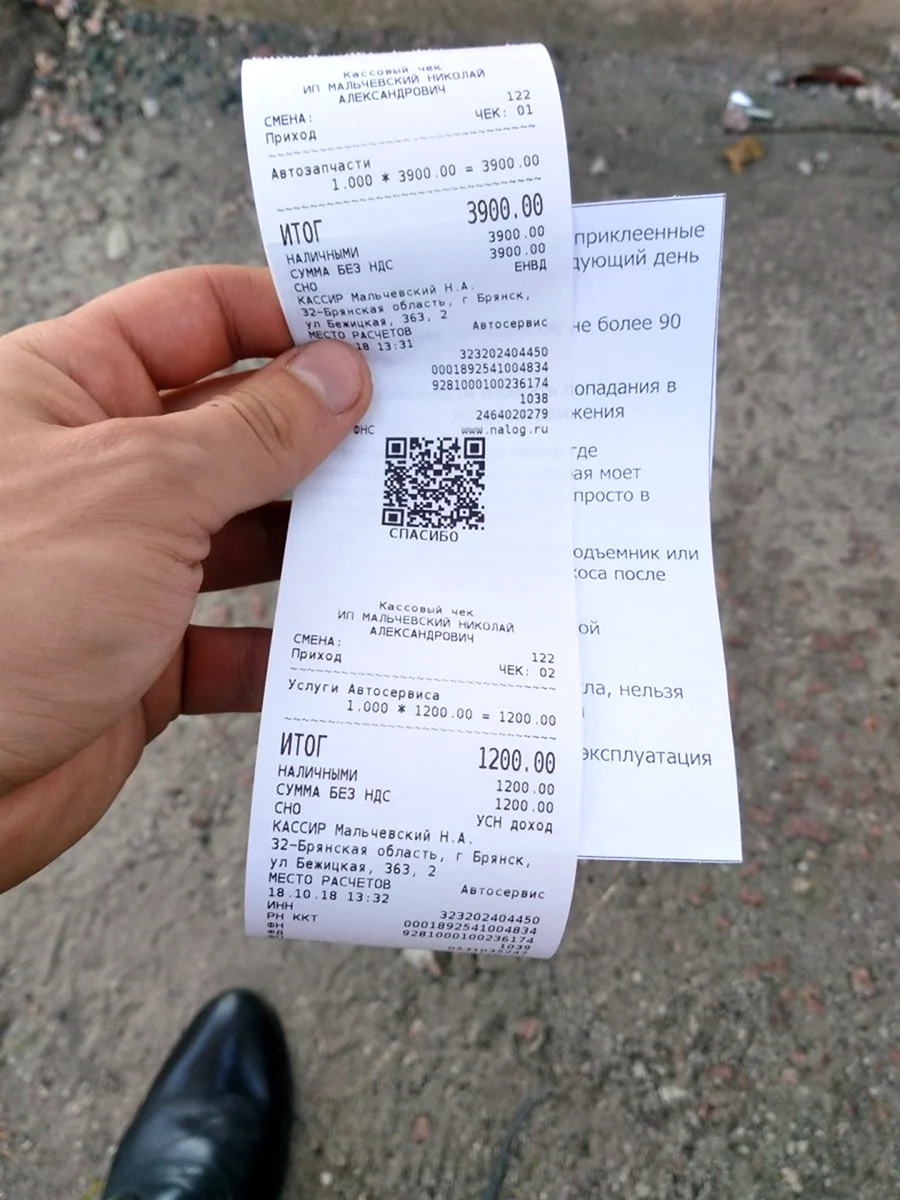 Кассовый чек
ИП МАЛЬЧЕВСКИЙ НИКОЛАЙ
АЛЕКСАНДРОВИЧ
СМЕНА: 122
Приход ЧЕК: 01
Автозапчасти
1.000 * 3900.00 = 3900.00
ИТОГ 3900.00
НАЛИЧНЫМИ 3900.00
СУММА БЕЗ НДС 3900.00
СНО ЕНВД
КАССИР Мальчевский Н.А.
32-Брянская область, г Брянск,
ул Бежицкая, 363, 2
МЕСТО РАСЧЕТОВ Автосервис
18 13:31
323202404450
0001892541004834
9281000100236174
1038
2464020279
ФНС www.nalog.ru
СПАСИБО
Кассовый чек
ИП МАЛЬЧЕВСКИЙ НИКОЛАЙ
АЛЕКСАНДРОВИЧ
СМЕНА: 122
Приход ЧЕК: 02
Услуги Автосервиса
1.000 * 1200.00 = 1200.00
ИТОГ 1200.00
НАЛИЧНЫМИ 1200.00
СУММА БЕЗ НДС 1200.00
СНО УСН доход
КАССИР Мальчевский Н.А.
32-Брянская область, г Брянск,
ул Бежицкая, 363, 2
МЕСТО РАСЧЕТОВ Автосервис
18.10.18 13:32
ИНН 323202404450
РН ККТ 0001892541004834
ФН 9281000100236174
ФД 1039
приклеенные
дующий день
не более 90
попадания в
жения
где
рая моет
просто в
одъемник или
коса после
ой
ла, нельзя
эксплуатация